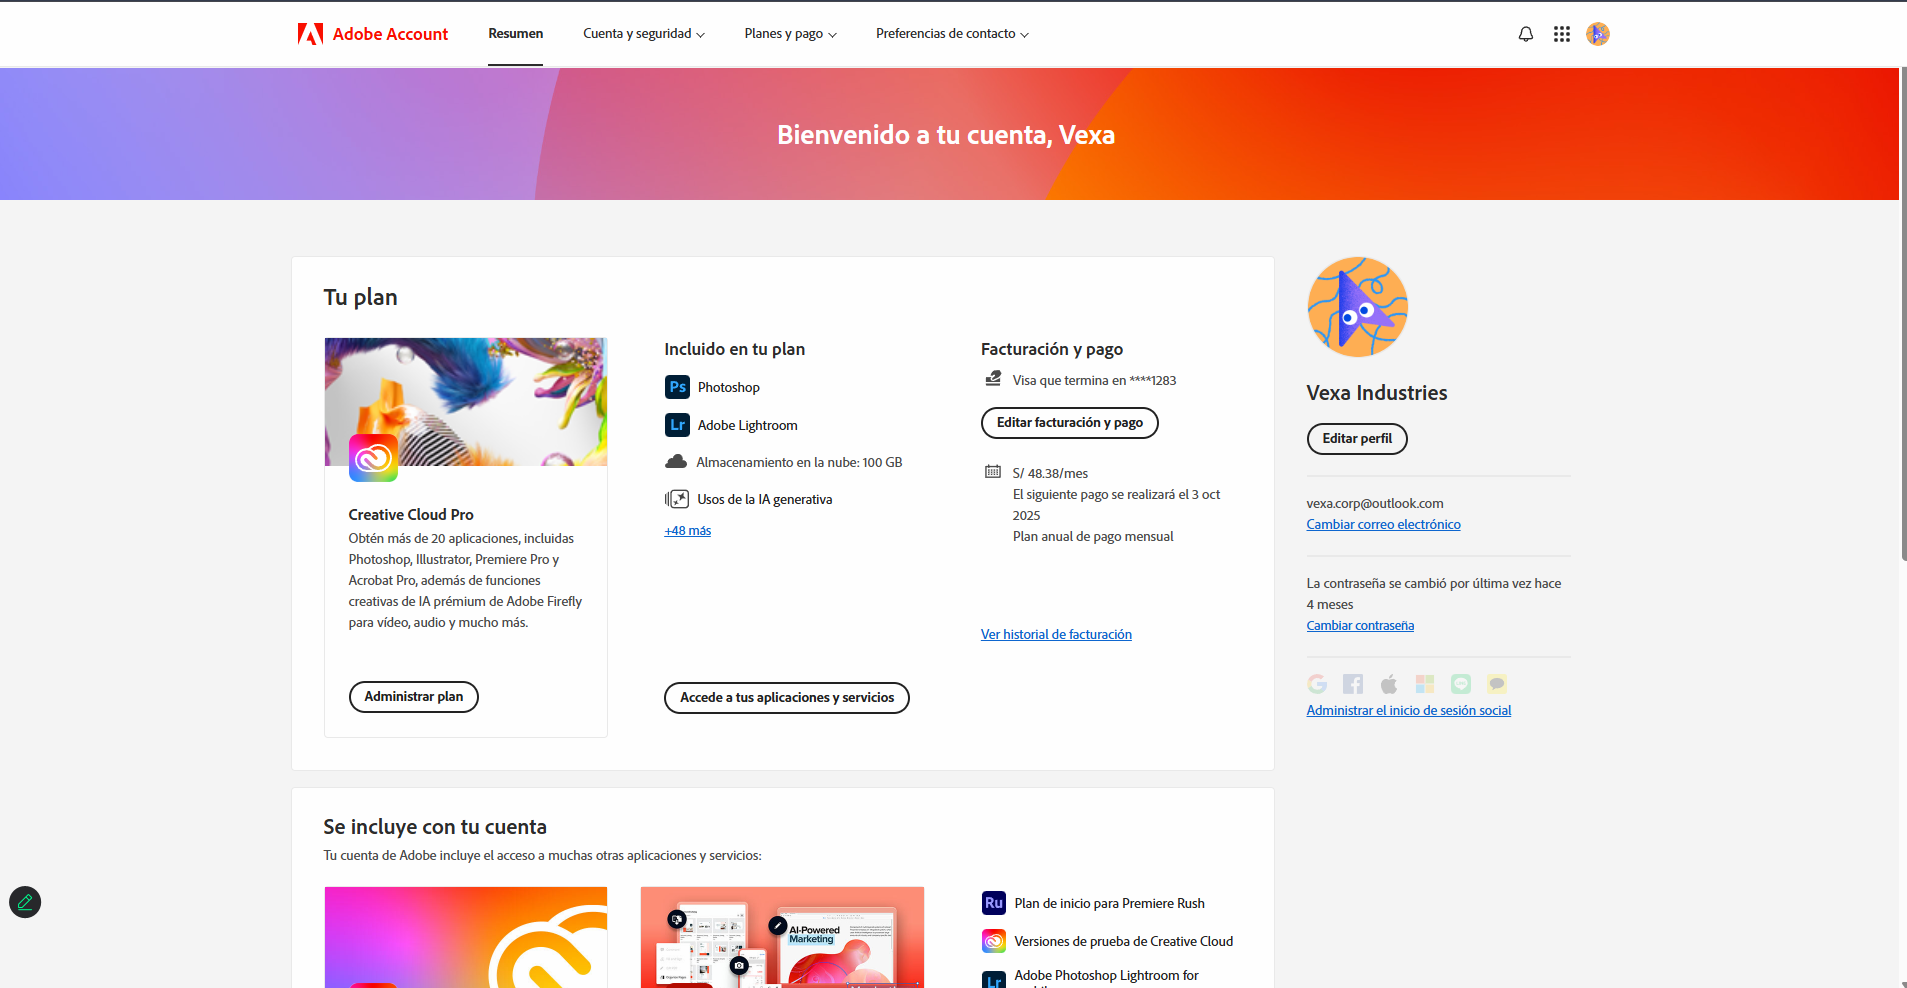 Adobe Account
Resumen
Cuenta y seguridad
Planes y pago
Preferencias de contacto
Bienvenido a tu cuenta, Vexa
Tu plan
Creative Cloud Pro
Obtén más de 20 aplicaciones, incluidas
Photoshop, Illustrator, Premiere Pro y
Acrobat Pro, además de funciones
creativas de IA prémium de Adobe Firefly
para vídeo, audio y mucho más.
Administrar plan
Incluido en tu plan
Ps Photoshop
Lr Adobe Lightroom
Almacenamiento en la nube: 100 GB
Usos de la IA generativa
+48 más
Accede a tus aplicaciones y servicios
Facturación y pago
Visa que termina en ****1283
Editar facturación y pago
S/ 48.38/mes
El siguiente pago se realizará el 3 oct
2025
Plan anual de pago mensual
Ver historial de facturación
Vexa Industries
Editar perfil
vexa.corp@outlook.com
Cambiar correo electrónico
La contraseña se cambió por última vez hace
4 meses
Cambiar contraseña
Administrar el inicio de sesión social
Se incluye con tu cuenta
Tu cuenta de Adobe incluye el acceso a muchas otras aplicaciones y servicios:
AI-Powered
Marketing
Ru Plan de inicio para Premiere Rush
Versiones de prueba de Creative Cloud
Lr Adobe Photoshop Lightroom for